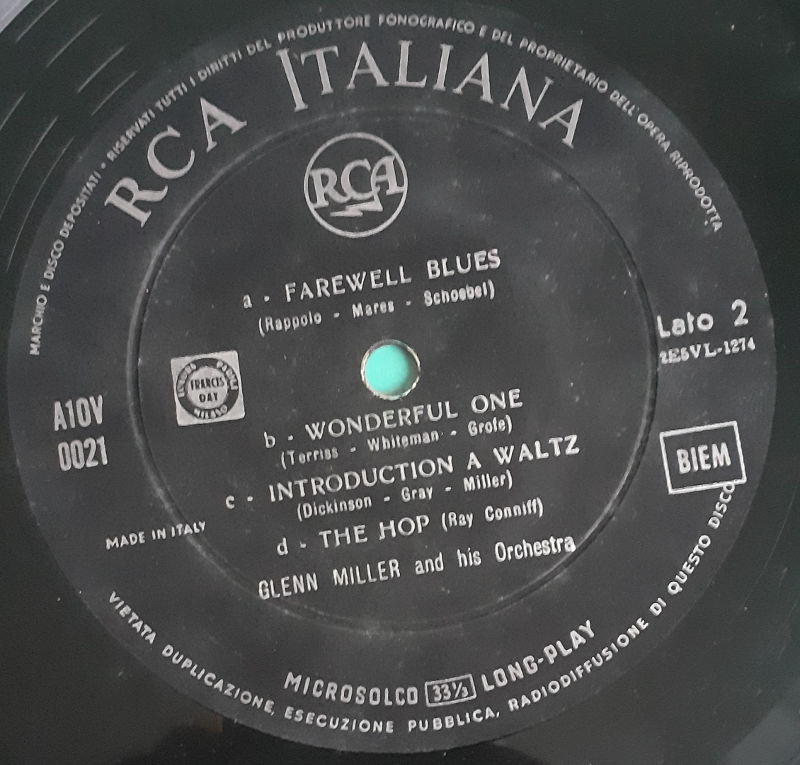 MARCHIO E DISCO DEPOSITATI - RISERVATI TUTTI I DIRITTI DEL PRODUTTORE FONOGRAFICO E DEL PROPRIETARIO DELL'OPERA RIPRODOTTA
RCA ITALIANA
RCA
a - FAREWELL BLUES
(Rappolo - Mares - Schoebel)
Lato 2
2ESVL-1274
FRANCIS
DAY
MILANO
A10V
0021
b - WONDERFUL ONE
(Terriss - Whiteman - Grofe)
c - INTRODUCTION A WALTZ
(Dickinson - Gray - Miller)
BIEM
d - THE HOP (Ray Conniff)
MADE IN ITALY
GLENN MILLER and his Orchestra
MICROSOLCO 33⅓ LONG-PLAY
VIETATA DUPLICAZIONE, ESECUZIONE PUBBLICA, RADIODIFFUSIONE DI QUESTO DISCO